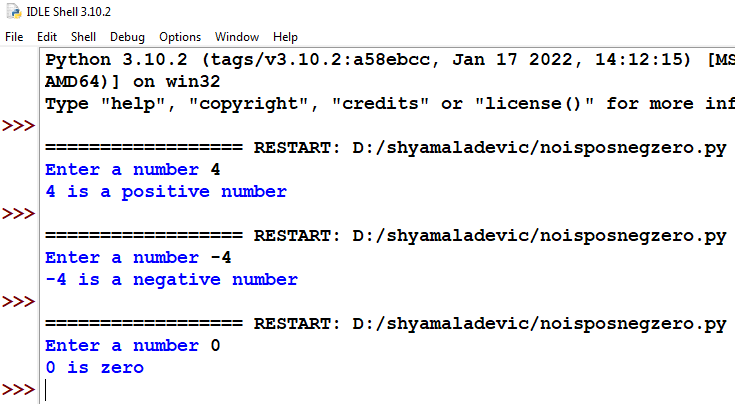 IDLE Shell 3.10.2
File Edit Shell Debug Options Window Help
Python 3.10.2 (tags/v3.10.2:a58ebcc, Jan 17 2022, 14:12:15) [MS
AMD64)] on win32
Type "help", "copyright", "credits" or "license()" for more inf
>>>
================== RESTART: D:/shyamaladevic/noisposnegzero.py
Enter a number 4
4 is a positive number
>>>
================== RESTART: D:/shyamaladevic/noisposnegzero.py
Enter a number -4
-4 is a negative number
>>>
================== RESTART: D:/shyamaladevic/noisposnegzero.py
Enter a number 0
0 is zero
>>>